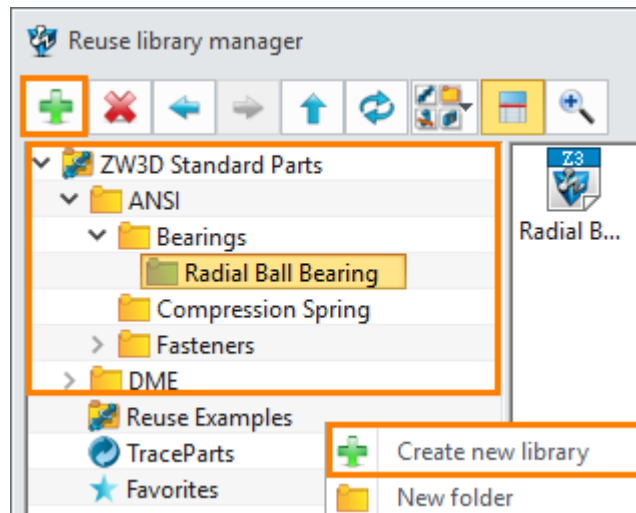 Reuse library manager
ZW3D Standard Parts
ANSI
Bearings
Radial Ball Bearing
Compression Spring
Fasteners
DME
Reuse Examples
TraceParts
Favorites
Z3
Radial B...
Create new library
New folder